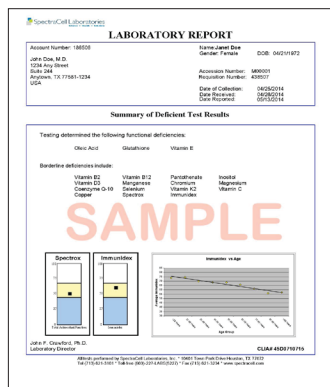 SpectraCell Laboratories
LABORATORY REPORT
Account Number: 186508
Name: Janet Doe
Gender: Female DOB: 04/21/1972
John Doe, M.D.
1234 Any Street
Suite 244
Anytown, TX 77581-1234
USA
Accession Number: M00001
Requisition Number: 438507
Date of Collection: 04/25/2014
Date Received: 04/28/2014
Date Reported: 05/13/2014
Summary of Deficient Test Results
Testing determined the following functional deficiencies:
Oleic Acid Glutathione Vitamin E
Borderline deficiencies include:
Vitamin B2 Vitamin B12 Pantothenate Inositol
Vitamin D3 Manganese Chromium Magnesium
Coenzyme Q-10 Selenium Vitamin K2 Vitamin C
Copper Spectrox Immunidex
SAMPLE
Spectrox
Immunidex
Immunidex vs Age
John F. Crawford, Ph.D.
Laboratory Director
CLIA# 45D0710715